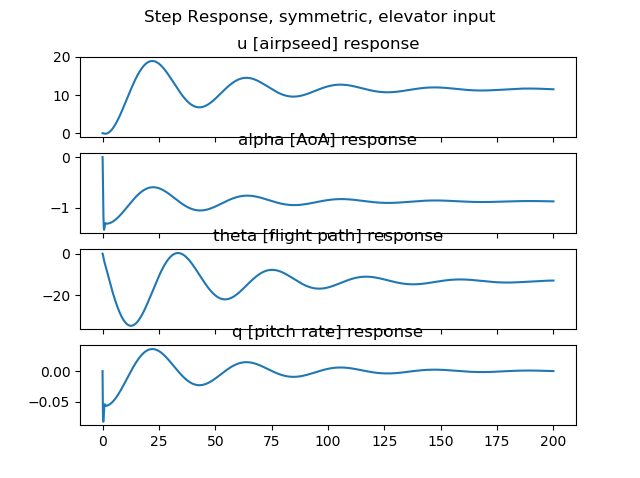 Step Response, symmetric, elevator input
u [airpseed] response
20
10
0
alpha [AoA] response
0
−1
theta [flight path] response
0
−20
q [pitch rate] response
0.00
−0.05
0 25 50 75 100 125 150 175 200